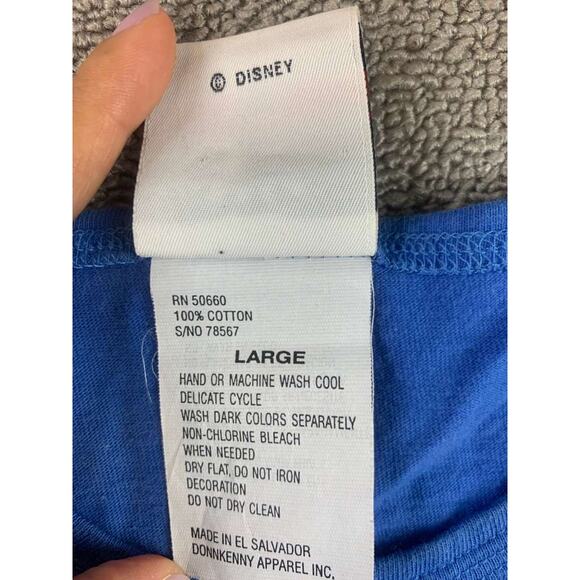 © DISNEY
RN 50660
100% COTTON
S/NO 78567
LARGE
HAND OR MACHINE WASH COOL
DELICATE CYCLE
WASH DARK COLORS SEPARATELY
NON-CHLORINE BLEACH
WHEN NEEDED
DRY FLAT, DO NOT IRON
DECORATION
DO NOT DRY CLEAN
MADE IN EL SALVADOR
DONNKENNY APPAREL INC.